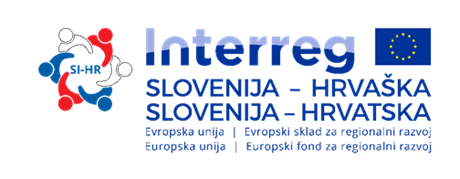 SI-HR
Interreg
SLOVENIJA – HRVAŠKA
SLOVENIJA – HRVATSKA
Evropska unija | Evropski sklad za regionalni razvoj
Europska unija | Europski fond za regionalni razvoj